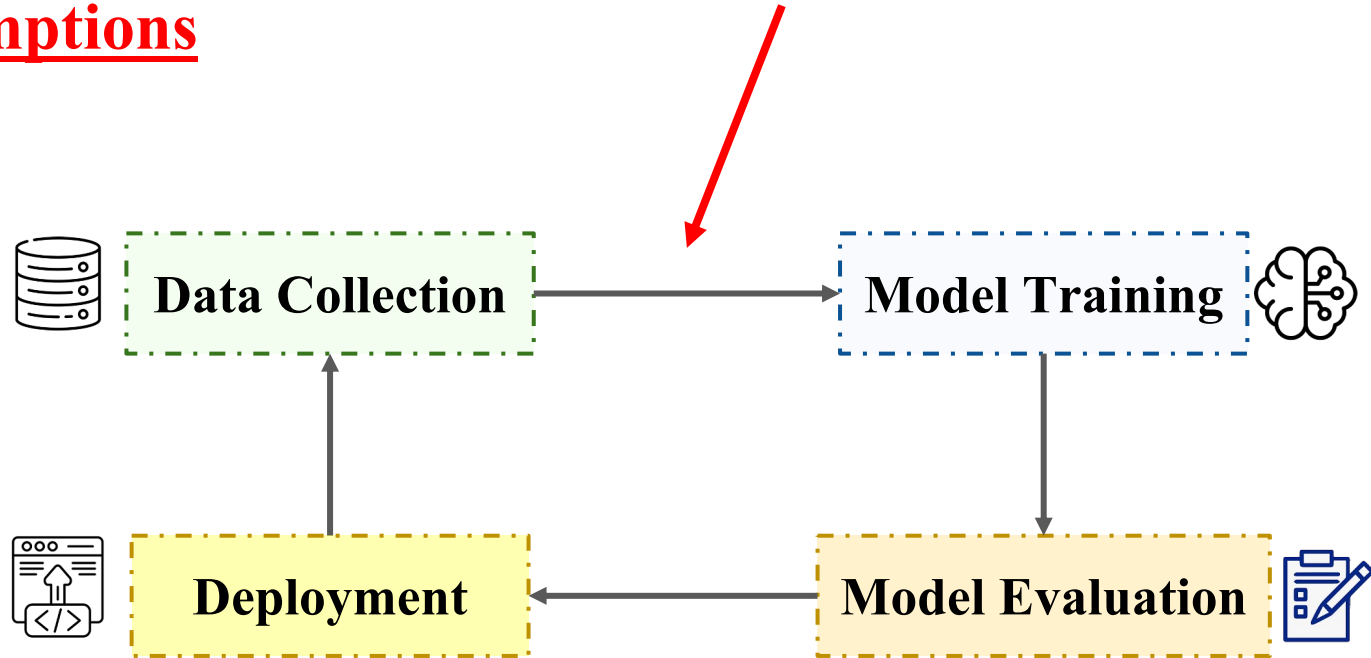 mptions
Data Collection
Model Training
Deployment
Model Evaluation